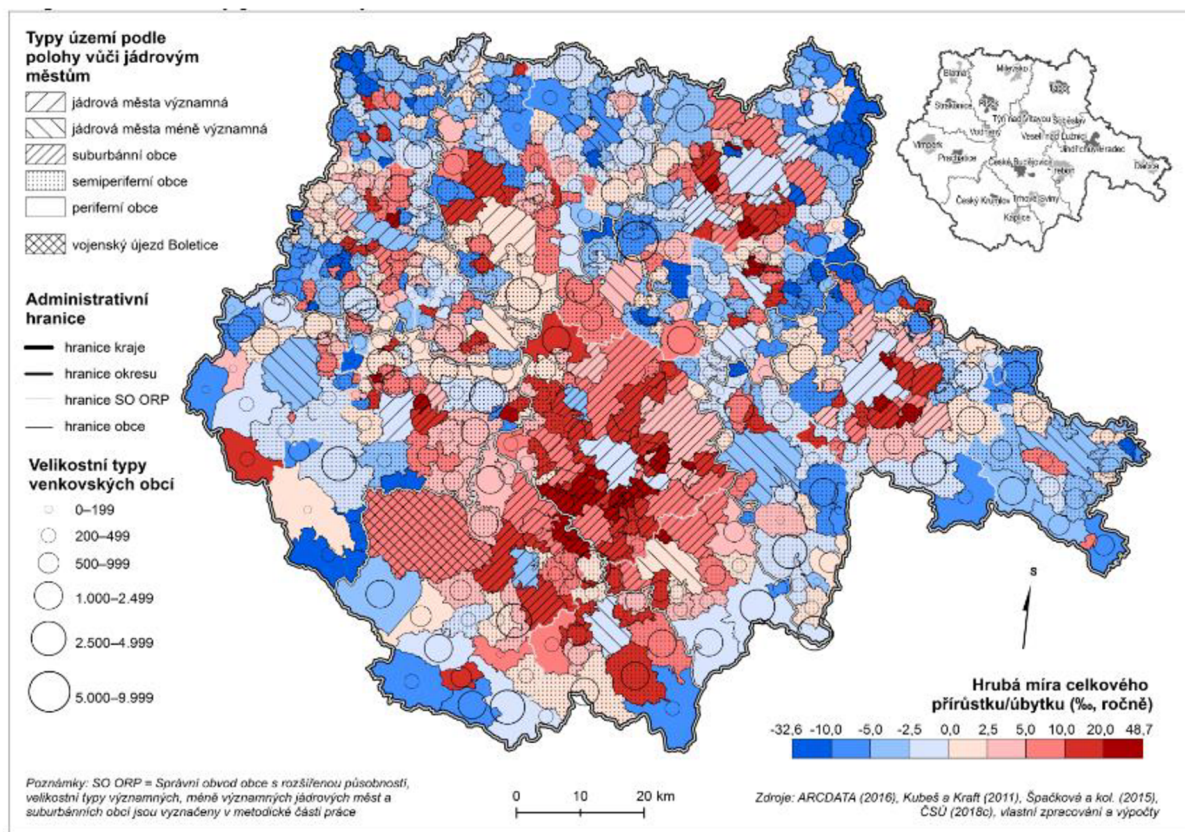 Typy území podle
polohy vůči jádrovým
městům
jádrová města významná
jádrová města méně významná
suburbánní obce
semiperiferní obce
periferní obce
vojenský újezd Boletice
Administrativní
hranice
hranice kraje
hranice okresu
hranice SO ORP
hranice obce
Velikostní typy
venkovských obcí
0–199
200–499
500–999
1.000–2.499
2.500–4.999
5.000–9.999
Milevsko
Blatná
Tábor
Strakonice
Písek
Týn nad Vltavou
Soběslav
Vodňany
Veselí nad Lužnicí
Vimperk
Jindřichův Hradec
Prachatice
České Budějovice
Dačice
Třeboň
Český Krumlov
Trhové Sviny
Kaplice
S
Hrubá míra celkového
přírůstku/úbytku (‰, ročně)
-32,6 -10,0 -5,0 -2,5 0,0 2,5 5,0 10,0 20,0 48,7
Poznámky: SO ORP = Správní obvod obce s rozšířenou působností,
velikostní typy významných, méně významných jádrových měst a
suburbánních obcí jsou vyznačeny v metodické části práce
0 10 20 km
Zdroje: ARCDATA (2016), Kubeš a Kraft (2011), Špačková a kol. (2015),
ČSÚ (2018c), vlastní zpracování a výpočty